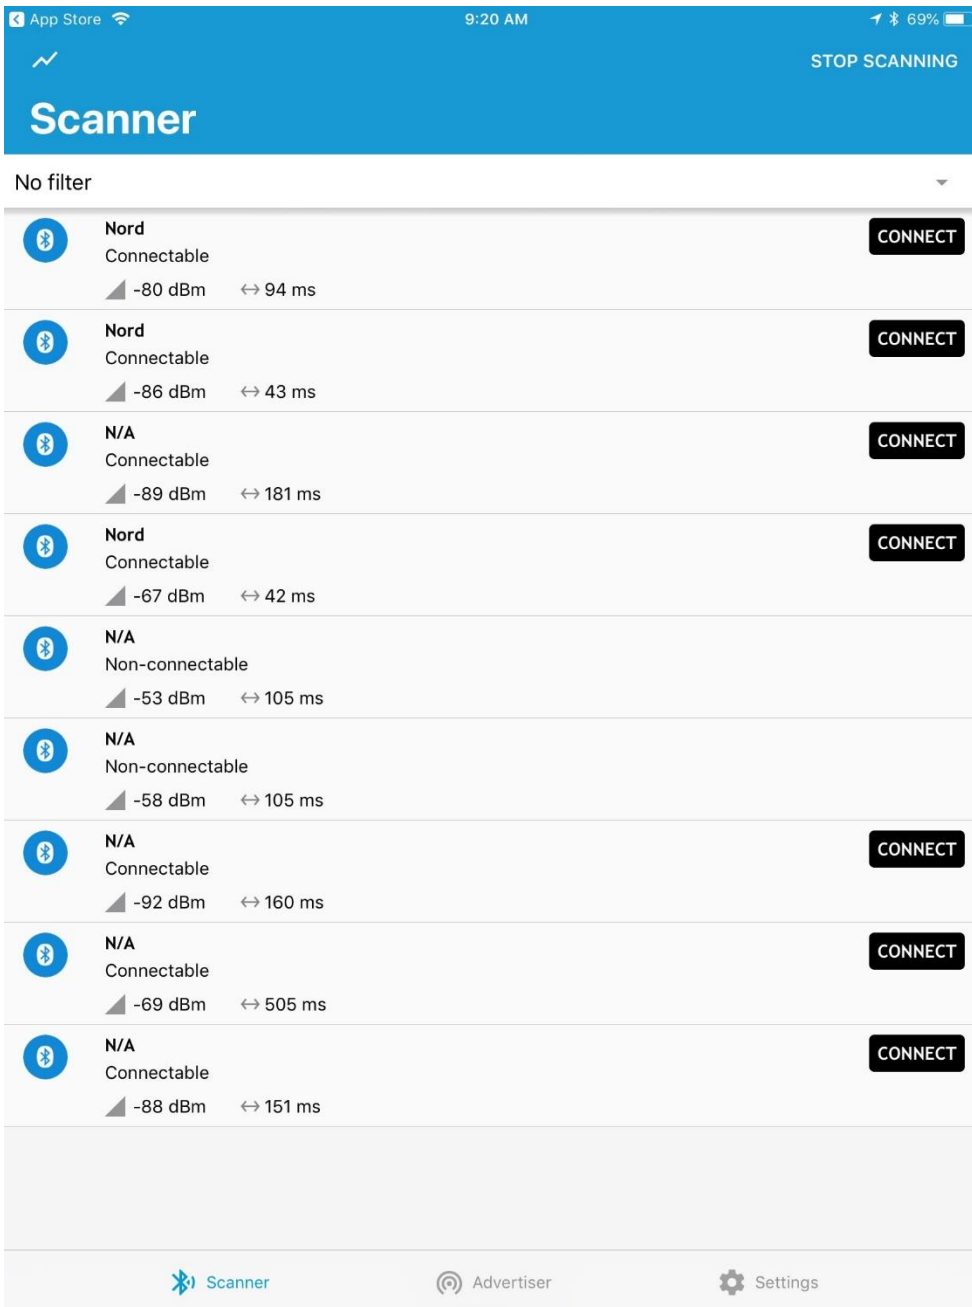 App Store 9:20 AM 69%
STOP SCANNING
Scanner
No filter
Nord
CONNECT
Connectable
-80 dBm ↔ 94 ms
Nord
CONNECT
Connectable
-86 dBm ↔ 43 ms
N/A
CONNECT
Connectable
-89 dBm ↔ 181 ms
Nord
CONNECT
Connectable
-67 dBm ↔ 42 ms
N/A
Non-connectable
-53 dBm ↔ 105 ms
N/A
Non-connectable
-58 dBm ↔ 105 ms
N/A
CONNECT
Connectable
-92 dBm ↔ 160 ms
N/A
CONNECT
Connectable
-69 dBm ↔ 505 ms
N/A
CONNECT
Connectable
-88 dBm ↔ 151 ms
Scanner Advertiser Settings